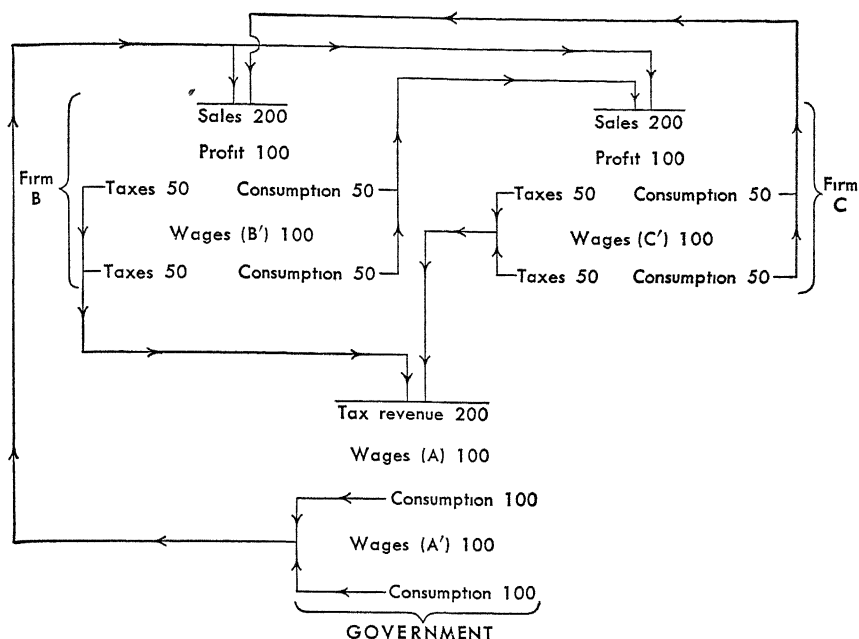 Sales 200
Profit 100
Firm
B
Taxes 50 Consumption 50
Wages (B') 100
Taxes 50 Consumption 50
Sales 200
Profit 100
Taxes 50 Consumption 50
Wages (C') 100
Taxes 50 Consumption 50
Firm
C
Tax revenue 200
Wages (A) 100
Consumption 100
Wages (A') 100
Consumption 100
GOVERNMENT